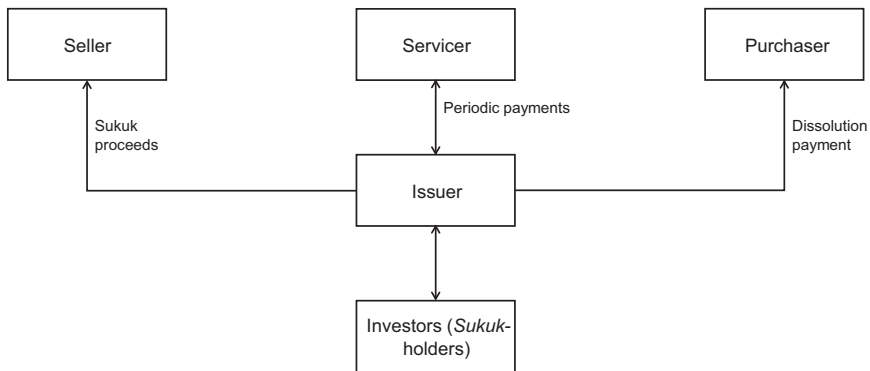 Seller
Servicer
Purchaser
Sukuk
proceeds
Periodic payments
Dissolution
payment
Issuer
Investors (Sukuk-
holders)